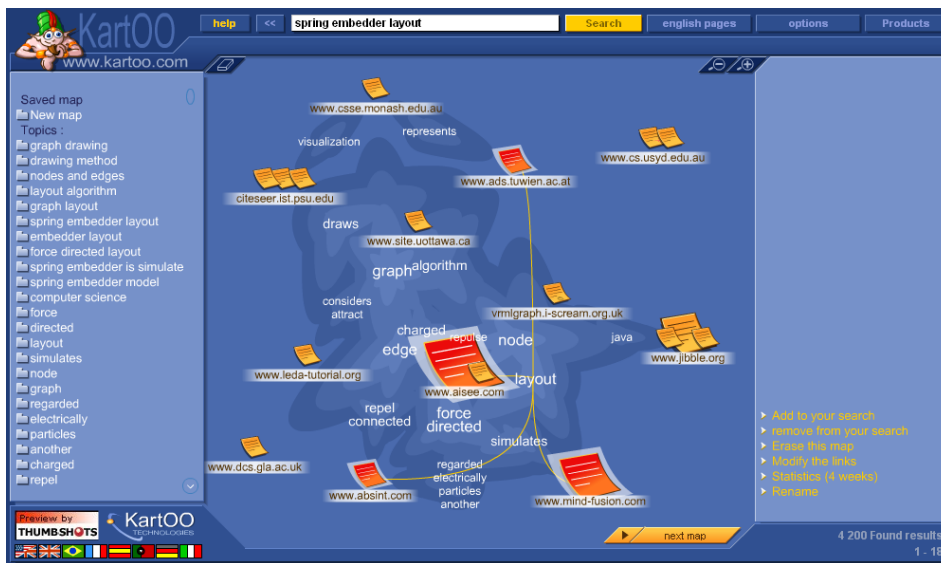 KartOO
www.kartoo.com
help
<<
spring embedder layout
Search
english pages
options
Products
Saved map
New map
Topics :
graph drawing
drawing method
nodes and edges
layout algorithm
graph layout
spring embedder layout
embedder layout
force directed layout
spring embedder is simulate
spring embedder model
computer science
force
directed
layout
simulates
node
graph
regarded
electrically
particles
another
charged
repel
www.csse.monash.edu.au
represents
visualization
www.cs.usyd.edu.au
www.ads.tuwien.ac.at
citeseer.ist.psu.edu
draws
www.site.uottawa.ca
graph
algorithm
considers
attract
vrmlgraph.i-scream.org.uk
charged
repulse
node
java
edge
www.jibble.org
www.leda-tutorial.org
layout
www.aisee.com
repel
connected
force
directed
simulates
www.dcs.gla.ac.uk
regarded
electrically
particles
another
www.absint.com
www.mind-fusion.com
Add to your search
remove from your search
Erase this map
Modify the links
Statistics (4 weeks)
Rename
Preview by
THUMBSHOTS
KartOO
TECHNOLOGIES
next map
4 200 Found results
1 - 18